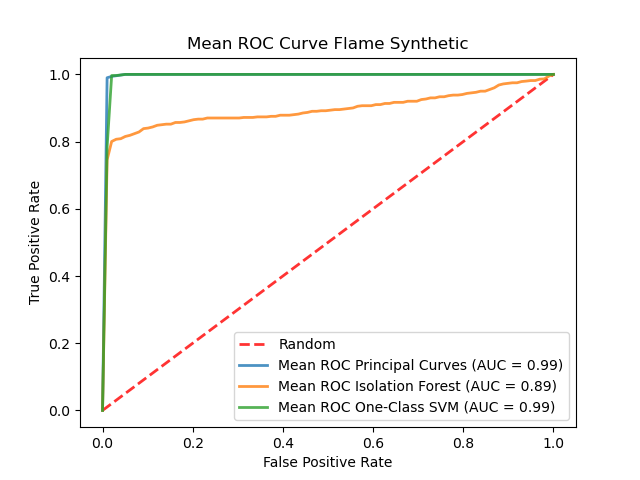 Mean ROC Curve Flame Synthetic
True Positive Rate
1.0
0.8
0.6
0.4
0.2
0.0
Random
Mean ROC Principal Curves (AUC = 0.99)
Mean ROC Isolation Forest (AUC = 0.89)
Mean ROC One-Class SVM (AUC = 0.99)
0.0 0.2 0.4 0.6 0.8 1.0
False Positive Rate